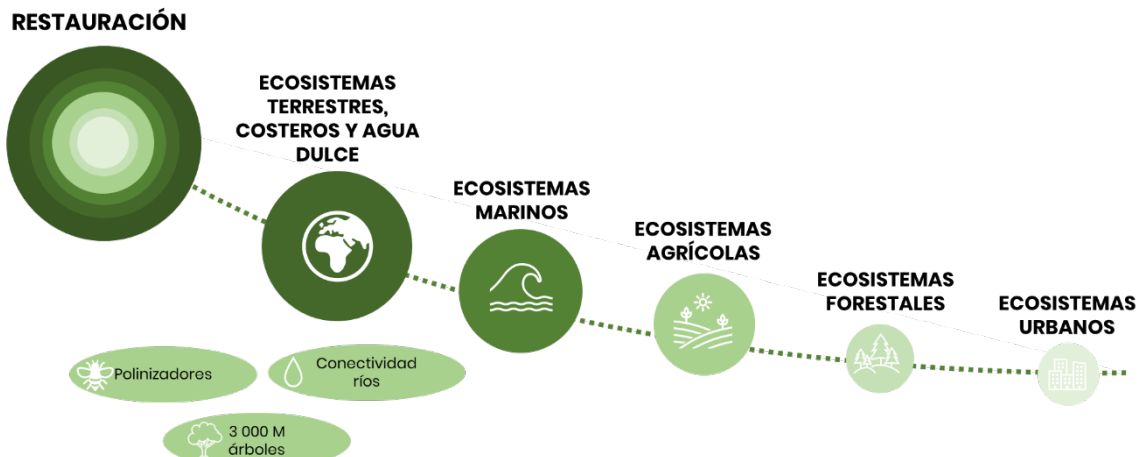 RESTAURACIÓN
ECOSISTEMAS
TERRESTRES,
COSTEROS Y AGUA
DULCE
ECOSISTEMAS
MARINOS
ECOSISTEMAS
AGRÍCOLAS
ECOSISTEMAS
FORESTALES
ECOSISTEMAS
URBANOS
Polinizadores
Conectividad
ríos
3 000 M
árboles